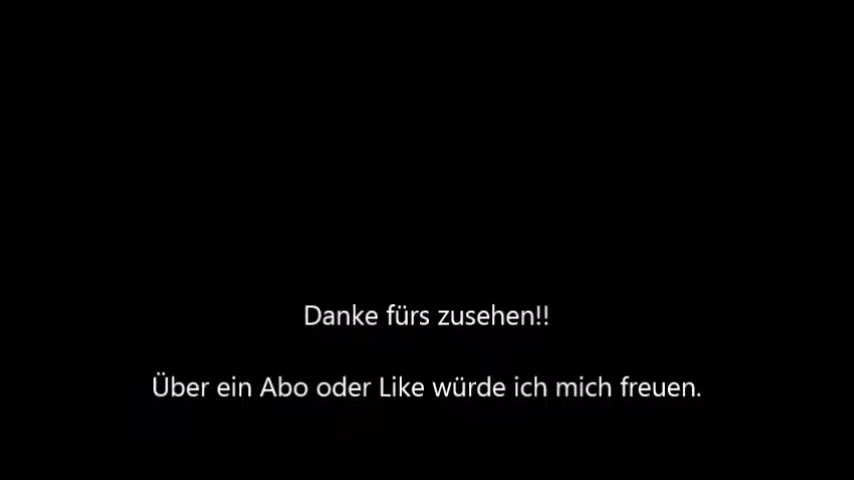 Danke fürs zusehen!!
Über ein Abo oder Like würde ich mich freuen.